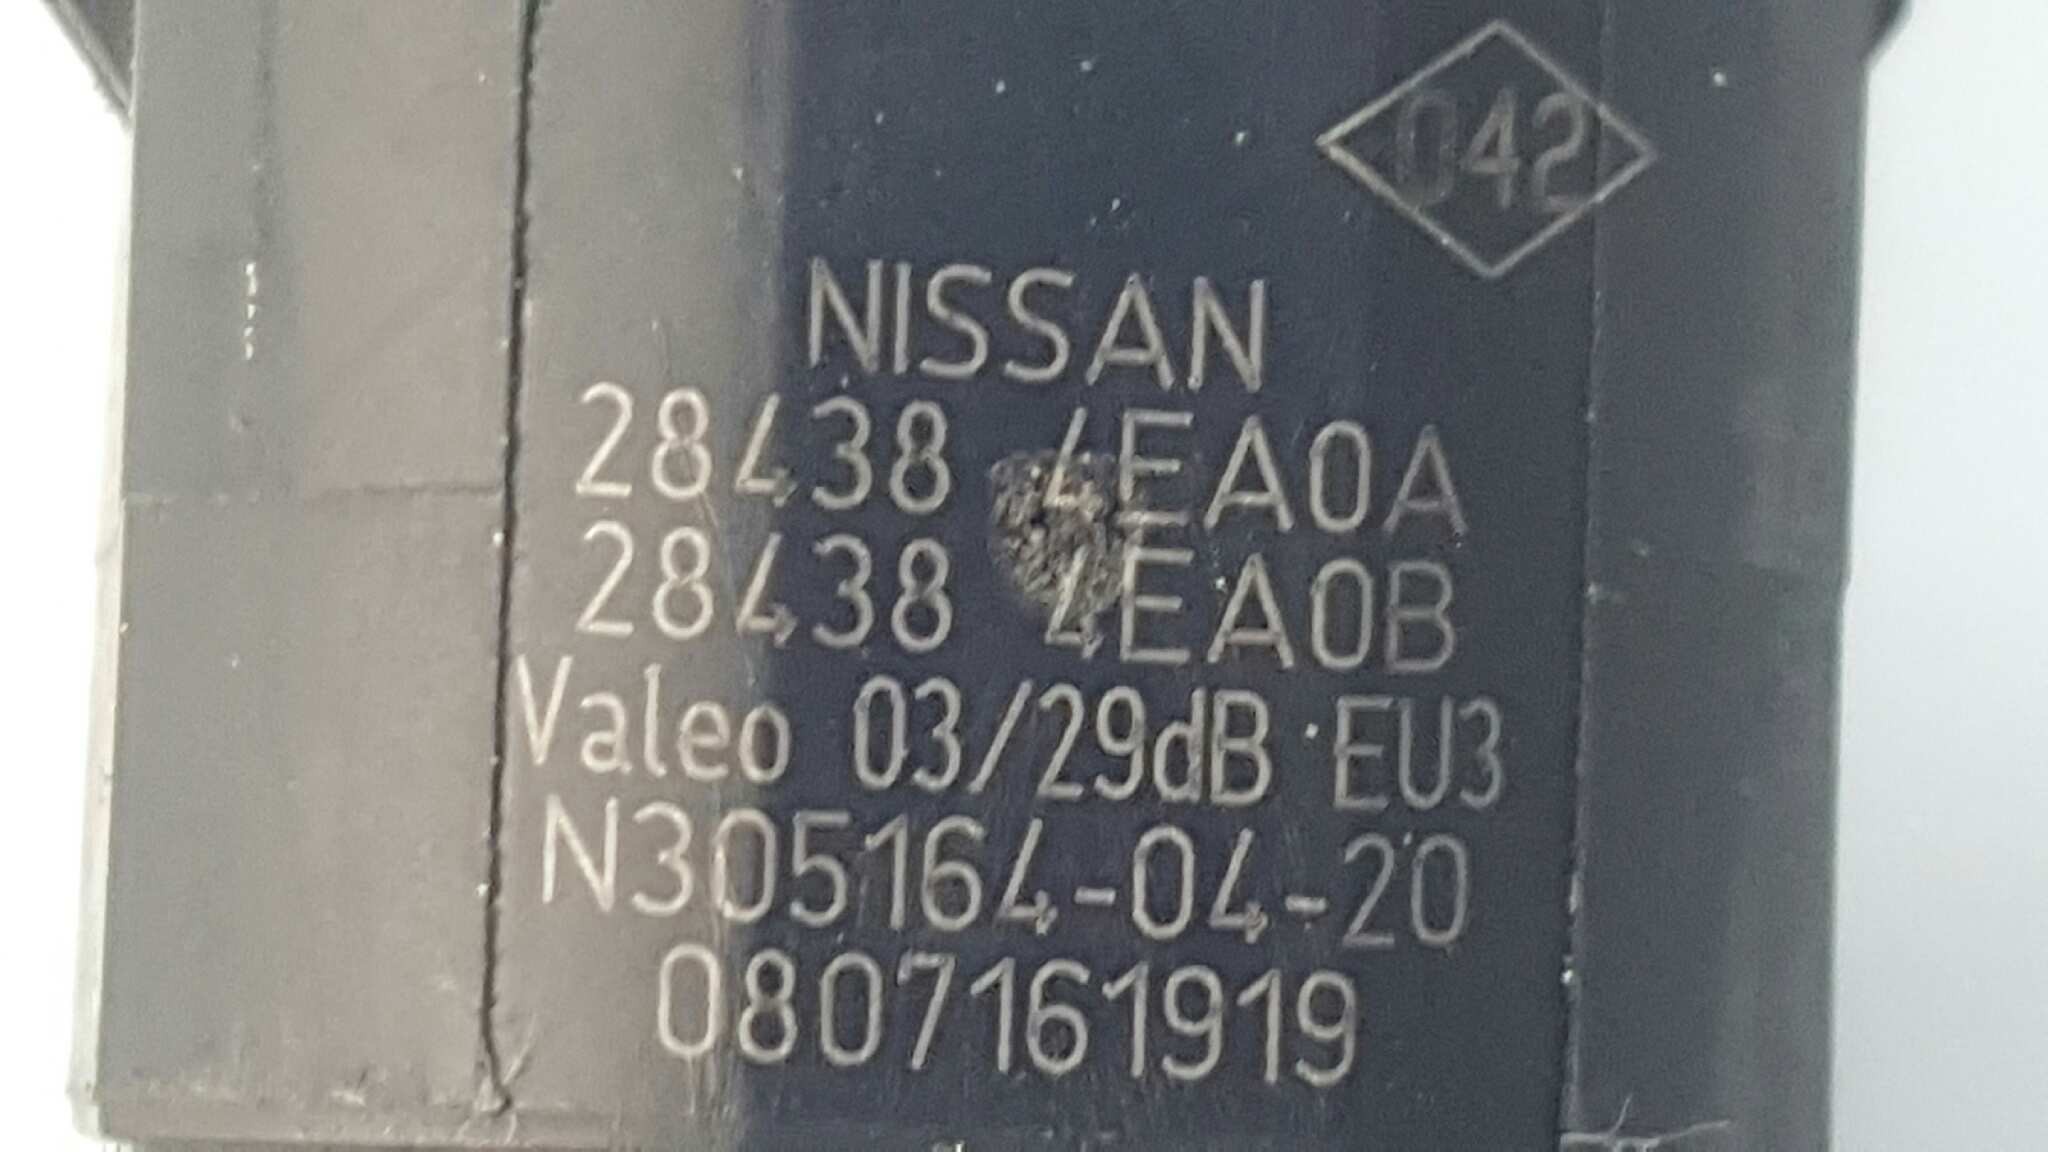 042
NISSAN
28438 4EA0A
28438 4EA0B
Valeo 03/29dB EU3
N305164-04-20
0807161919